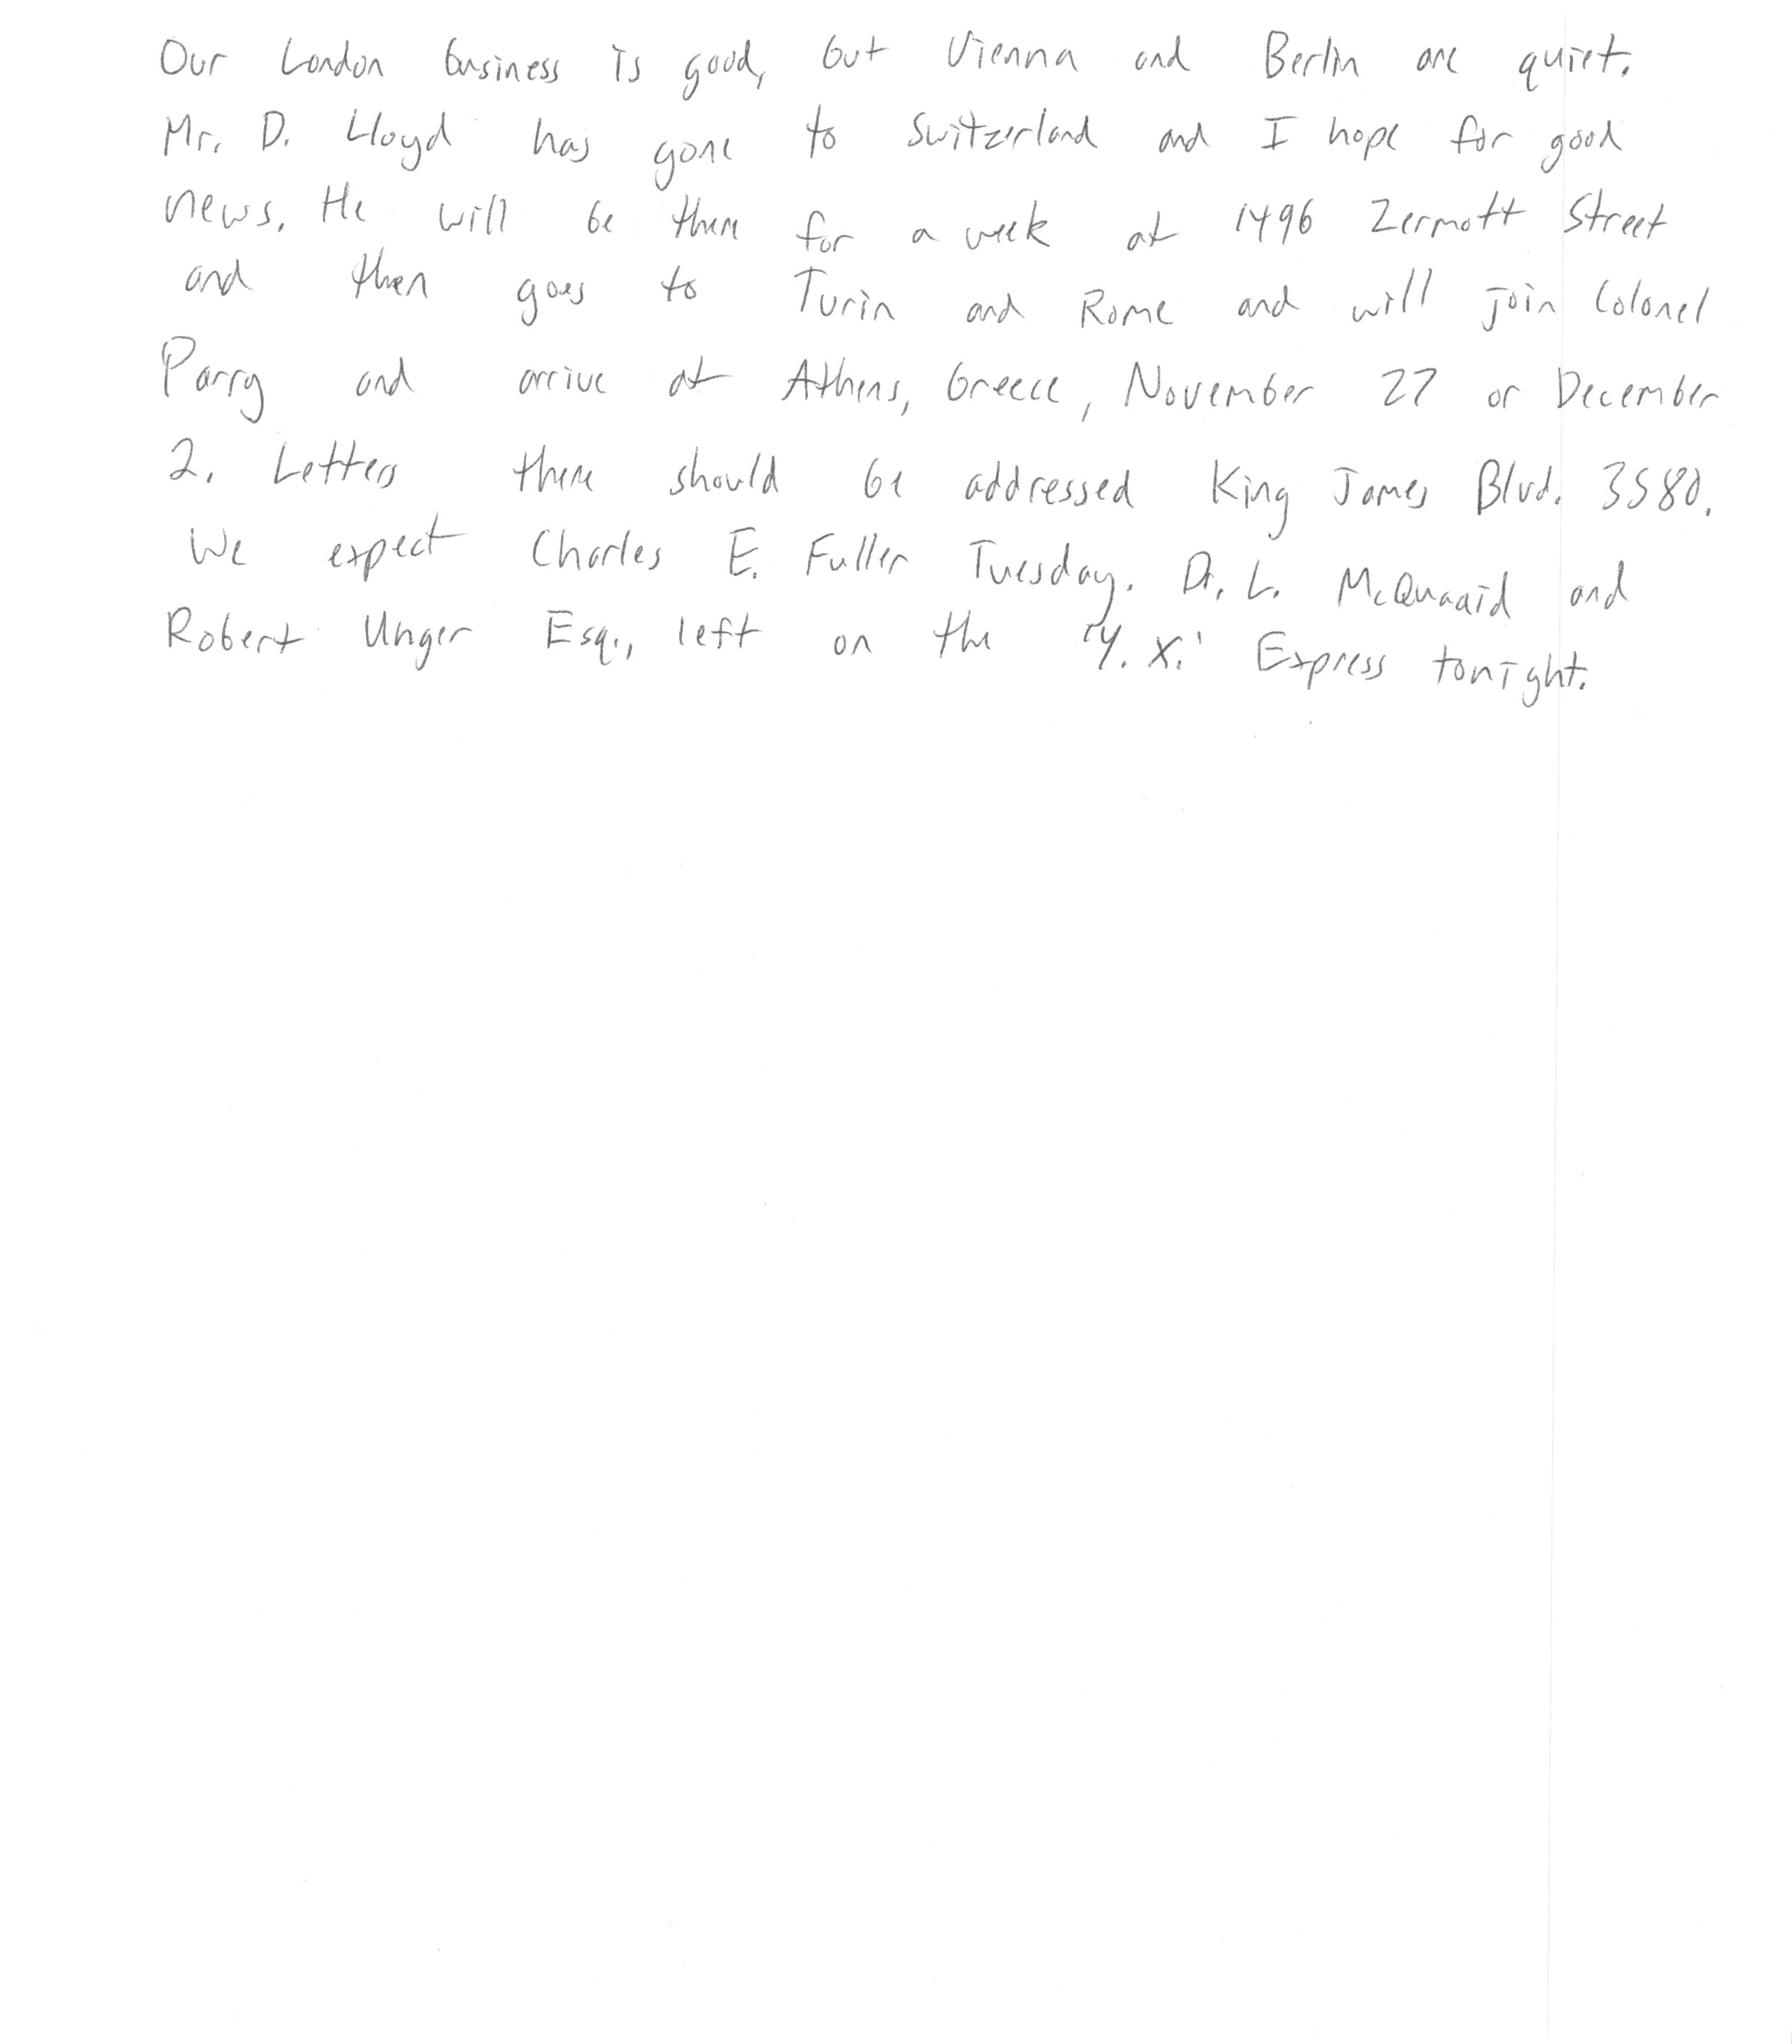 Our London business is good, but Vienna and Berlin are quiet.
Mr. D. Lloyd has gone to Switzerland and I hope for good
news. He will be there for a week at 1496 Zermott Street
and then goes to Turin and Rome and will join Colonel
Parry and arrive at Athens, Greece, November 27 or December
2. Letters there should be addressed King James Blvd. 3580.
We expect Charles E. Fuller Tuesday. Dr. L. McQuaaid and
Robert Unger Esq., left on the 'Y. X.' Express tonight.